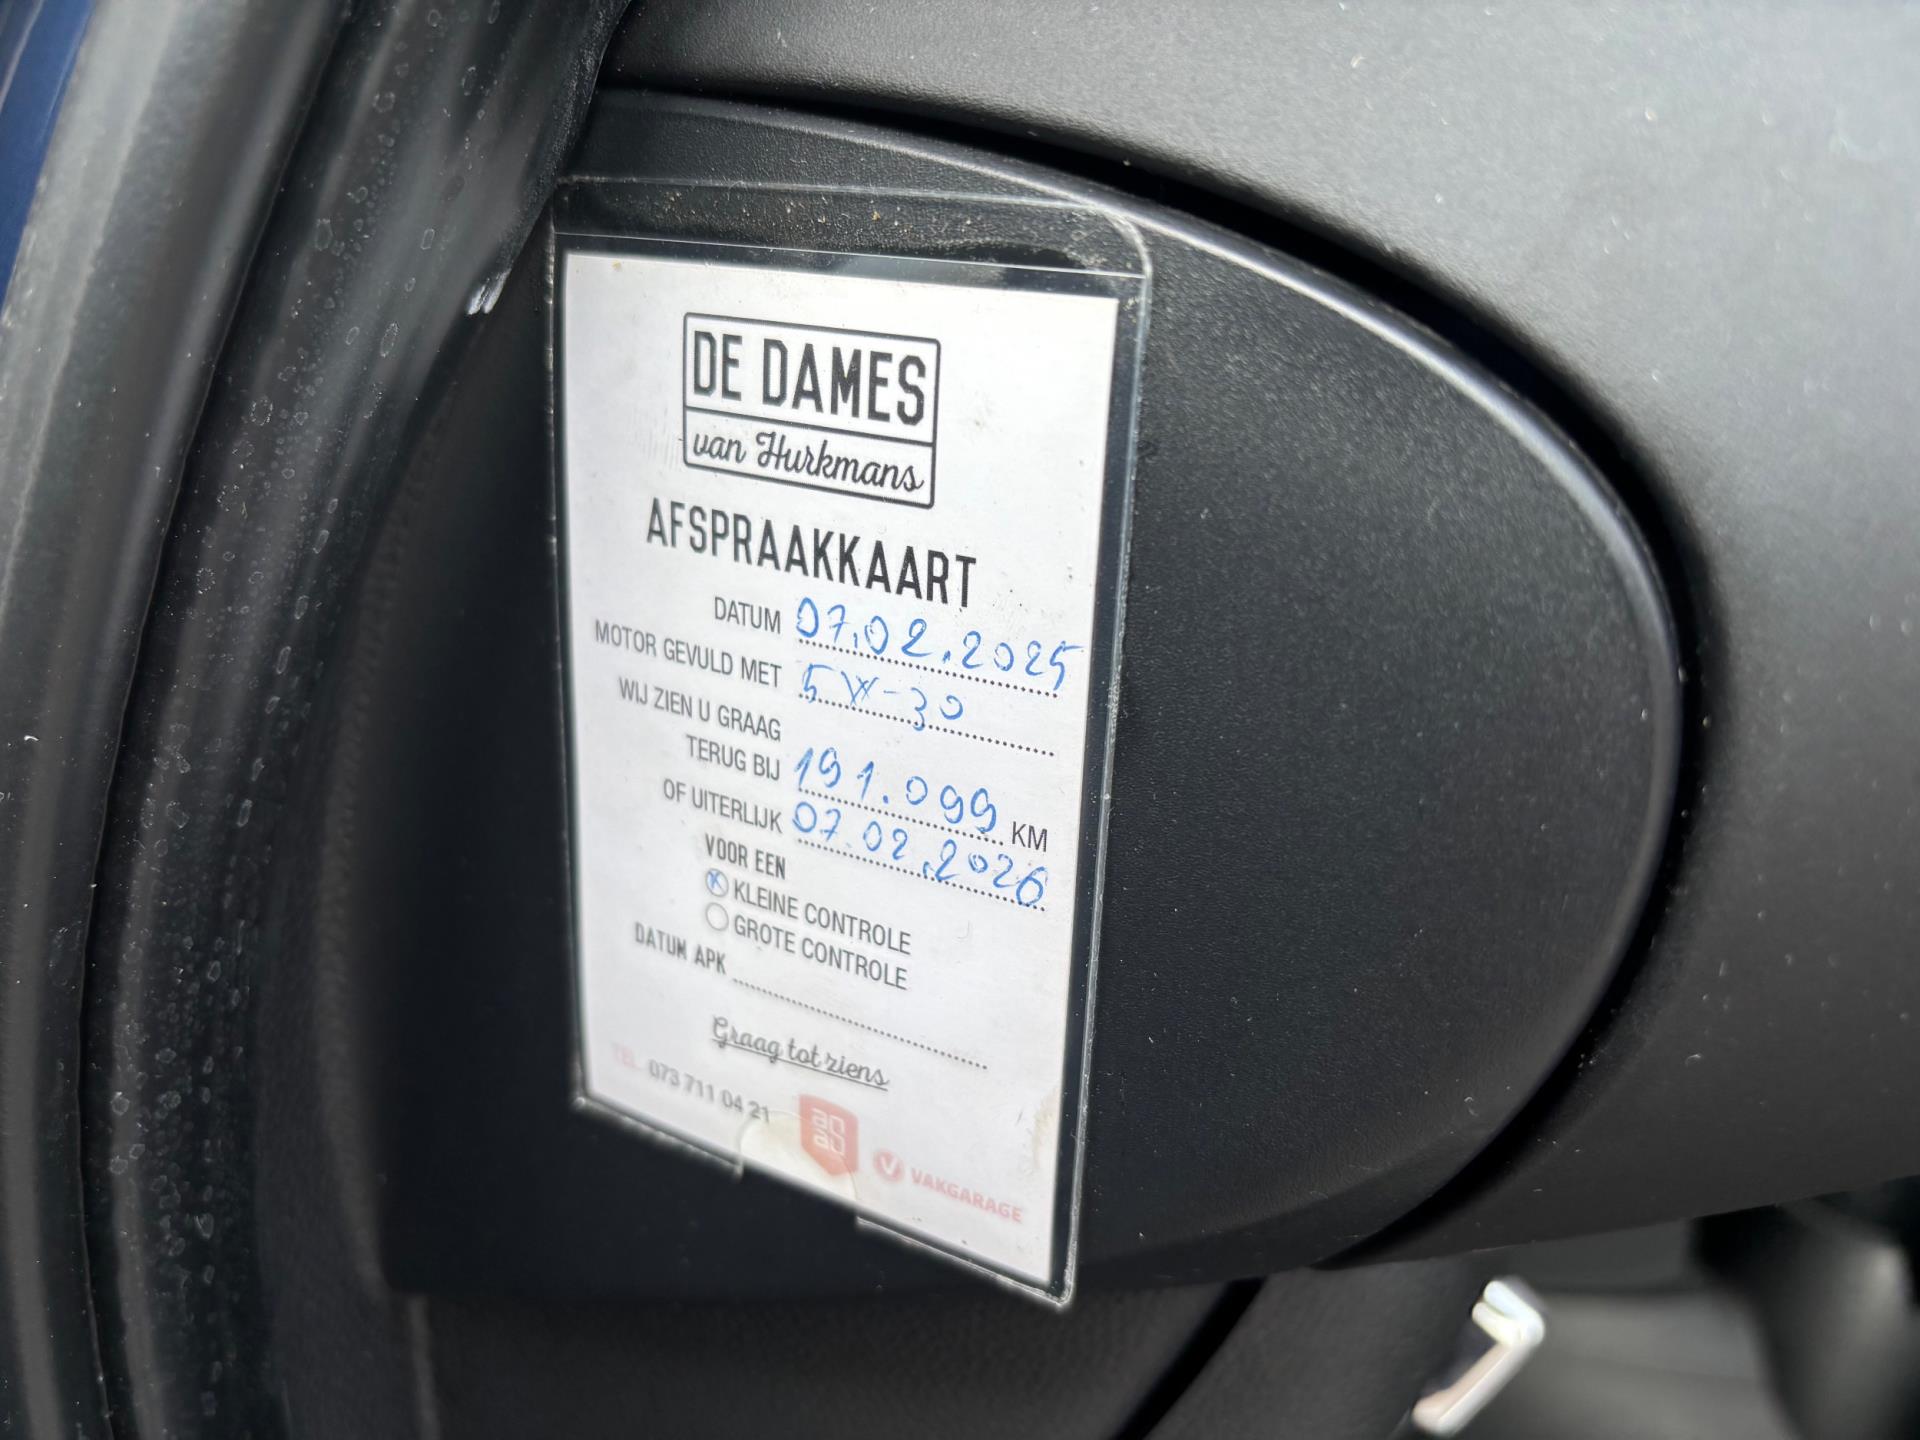 DE DAMES
van Hurkmans
AFSPRAAKKAART
DATUM 07.02.2025
MOTOR GEVULD MET 5W-30
WIJ ZIEN U GRAAG
TERUG BIJ 191.099 KM
OF UITERLIJK 07.02.2026
VOOR EEN
KLEINE CONTROLE
GROTE CONTROLE
DATUM APK
Graag tot ziens
TEL. 073 711 04 21
V VAKGARAGE